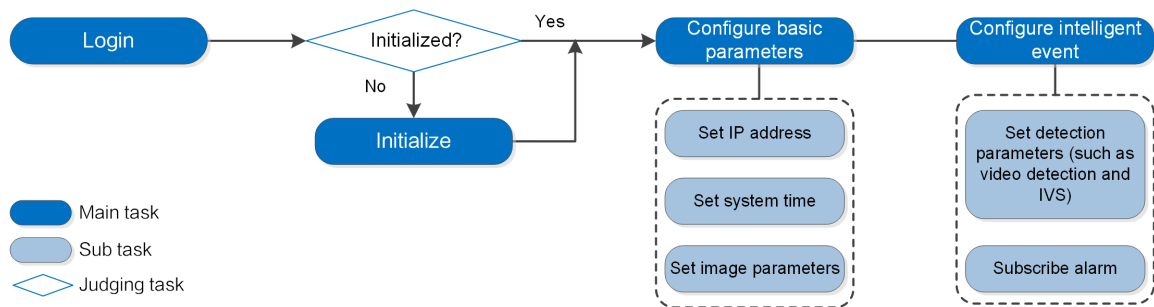 Login
Initialized?
Yes
No
Initialize
Configure basic
parameters
Set IP address
Set system time
Set image parameters
Configure intelligent
event
Set detection
parameters (such as
video detection and
IVS)
Subscribe alarm
Main task
Sub task
Judging task